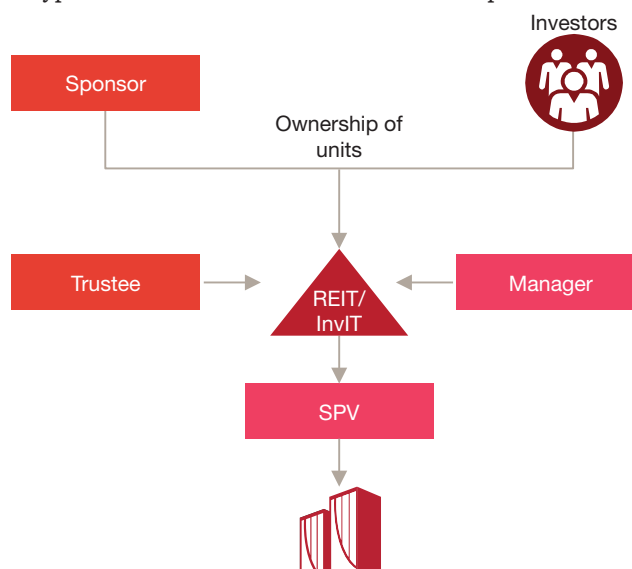 Investors
Sponsor
Ownership of
units
Trustee
REIT/
InvIT
Manager
SPV